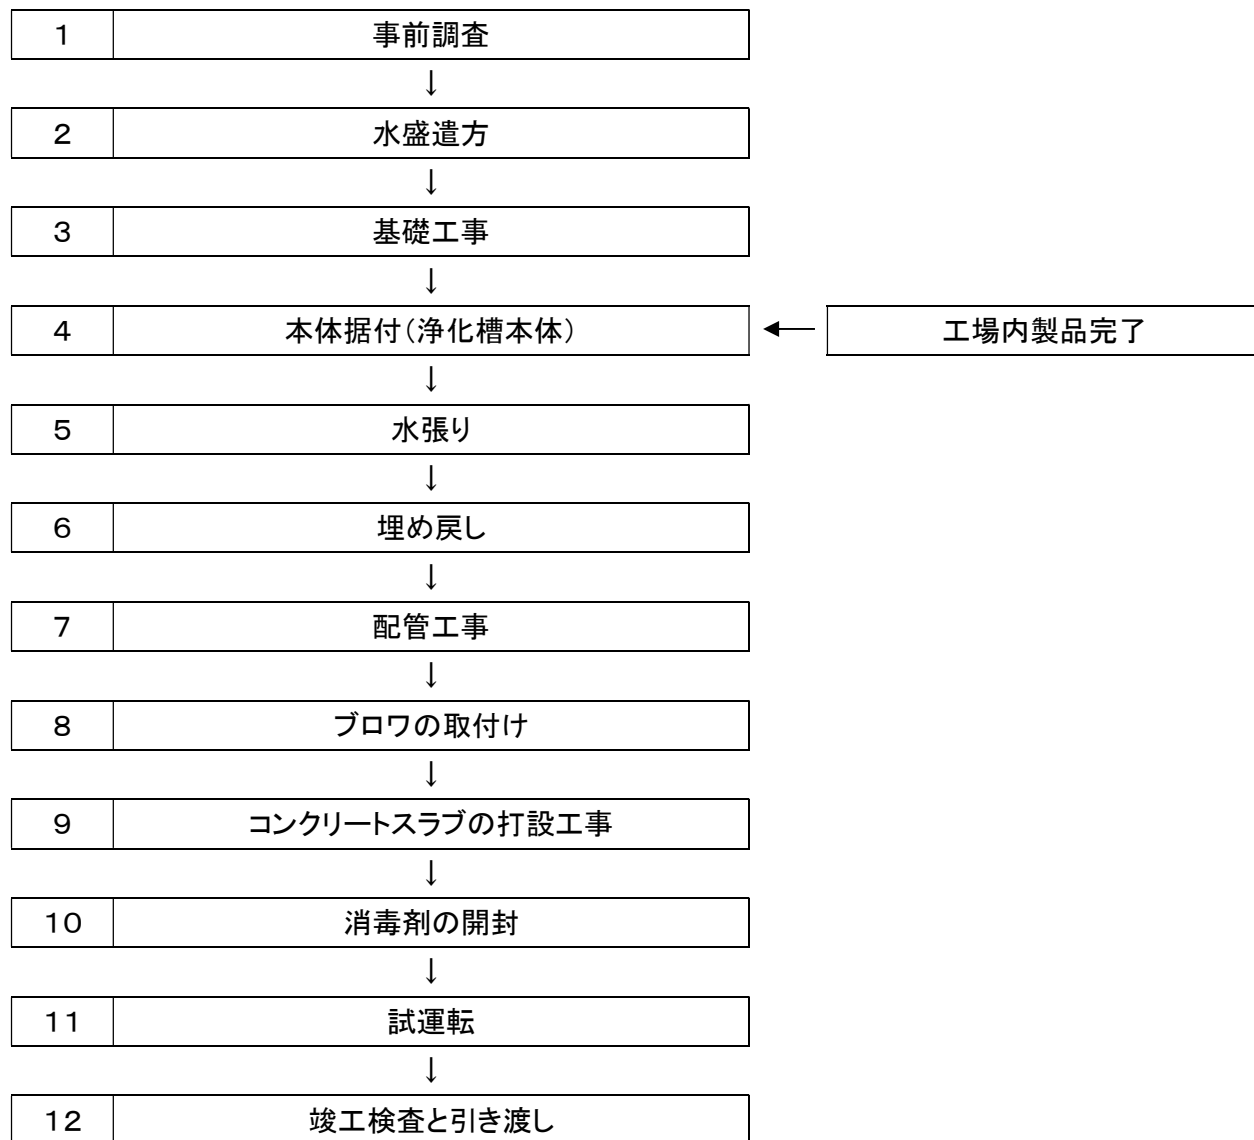 １ 事前調査
↓
２ 水盛遣方
↓
３ 基礎工事
↓
４ 本体据付（浄化槽本体） ← 工場内製品完了
↓
５ 水張り
↓
６ 埋め戻し
↓
７ 配管工事
↓
８ ブロワの取付け
↓
９ コンクリートスラブの打設工事
↓
１０ 消毒剤の開封
↓
１１ 試運転
↓
１２ 竣工検査と引き渡し